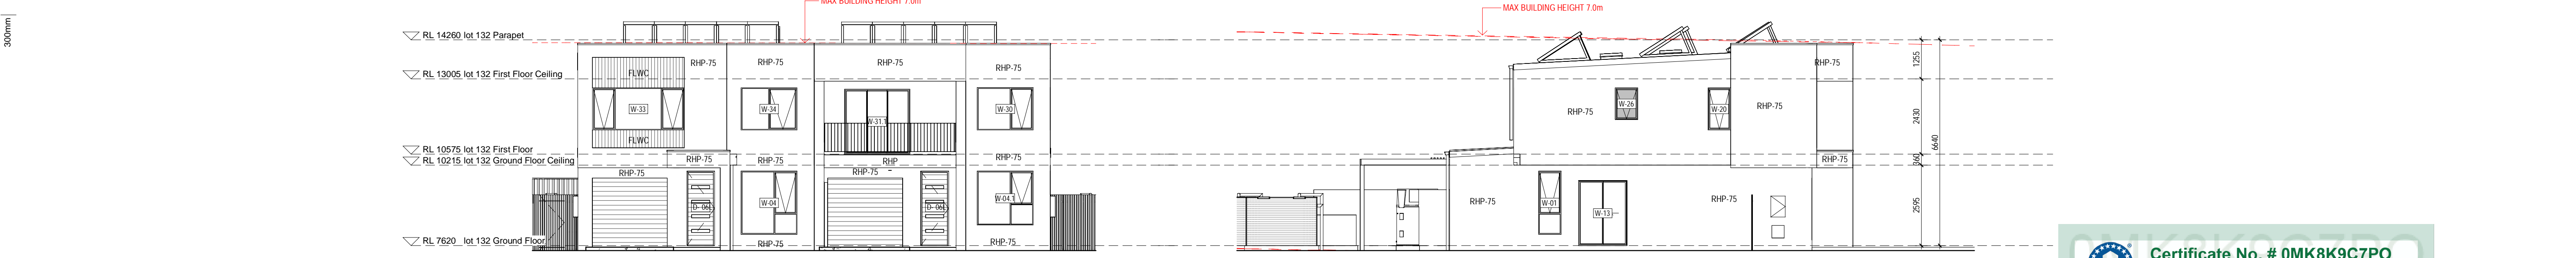 300mm
MAX BUILDING HEIGHT 7.0m
MAX BUILDING HEIGHT 7.0m
RL 14260 lot 132 Parapet
RL 13005 lot 132 First Floor Ceiling
RL 10575 lot 132 First Floor
RL 10215 lot 132 Ground Floor Ceiling
RL 7620 lot 132 Ground Floor
FLWC
RHP-75
RHP-75
RHP-75
RHP-75
W-33
W-34
W-31.1
W-30
FLWC
RHP-75
RHP-75
RHP
RHP-75
RHP-75
RHP-75
D- 06L
W-04
D- 06L
W-04.1
RHP-75
RHP-75
RHP-75
RHP-75
W-26
W-20
RHP-75
RHP-75
RHP-75
W-01
W-13
RHP-75
1255
2430
360
2595
6640
0MK8K9C7PQ
Certificate No. # 0MK8K9C7PQ